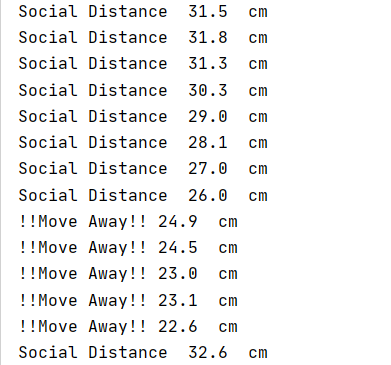 Social Distance  31.5  cm
Social Distance  31.8  cm
Social Distance  31.3  cm
Social Distance  30.3  cm
Social Distance  29.0  cm
Social Distance  28.1  cm
Social Distance  27.0  cm
Social Distance  26.0  cm
!!Move Away!! 24.9  cm
!!Move Away!! 24.5  cm
!!Move Away!! 23.0  cm
!!Move Away!! 23.1  cm
!!Move Away!! 22.6  cm
Social Distance  32.6  cm